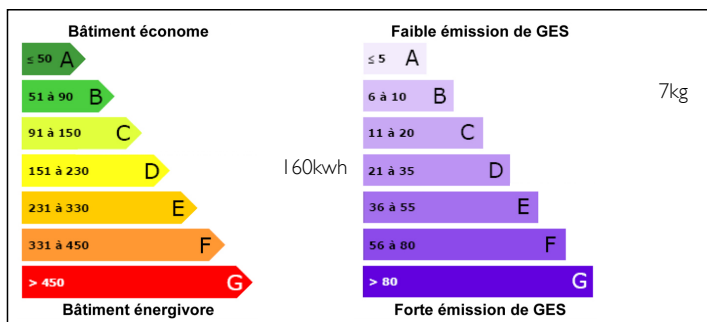 Bâtiment économe
≤ 50 A
51 à 90 B
91 à 150 C
151 à 230 D
231 à 330 E
331 à 450 F
> 450 G
Bâtiment énergivore
160kwh
Faible émission de GES
≤ 5 A
6 à 10 B
11 à 20 C
21 à 35 D
36 à 55 E
56 à 80 F
> 80 G
Forte émission de GES
7kg